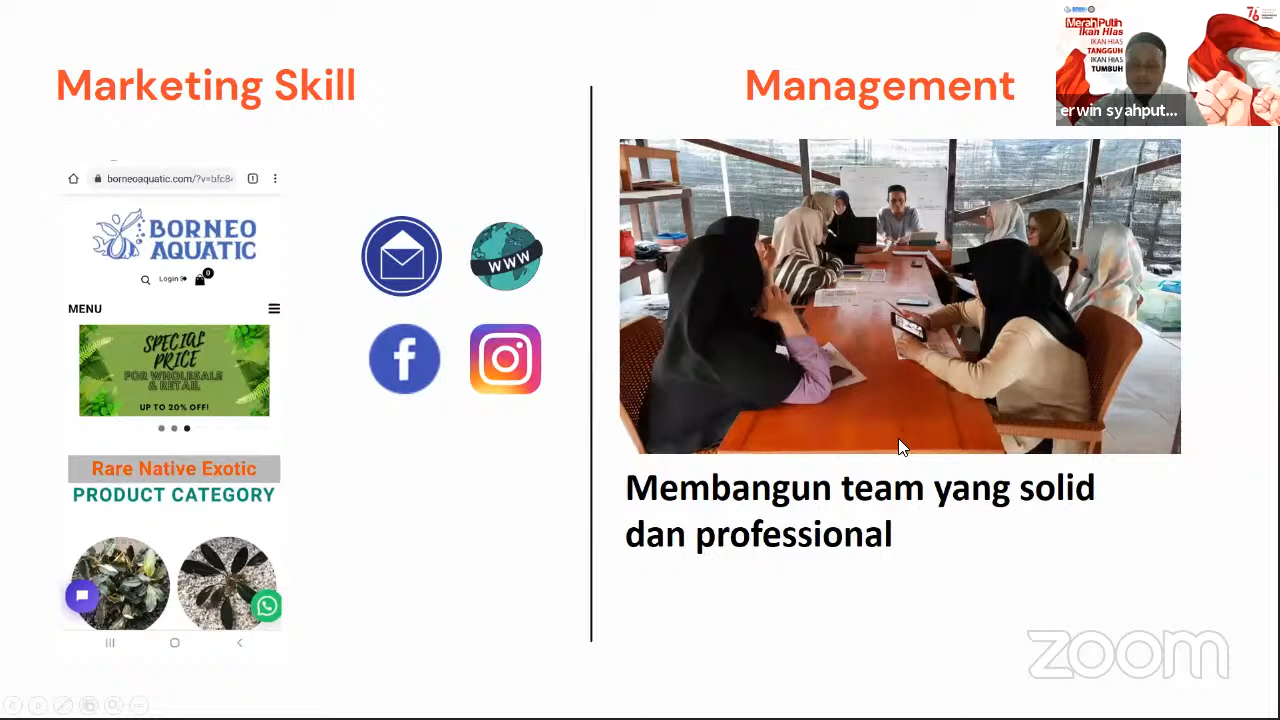 Marketing Skill
borneoaquatic.com/?v=bfc8
BORNEO
AQUATIC
Login
0
MENU
SPECIAL
PRICE
FOR WHOLESALE
& RETAIL
UP TO 20% OFF!
Rare Native Exotic
PRODUCT CATEGORY
WWW
Management
Membangun team yang solid
dan professional
Merah Putih
Ikan Hias
IKAN HIAS
TANGGUH
IKAN HIAS
TUMBUH
76
erwin syahput...
zoom